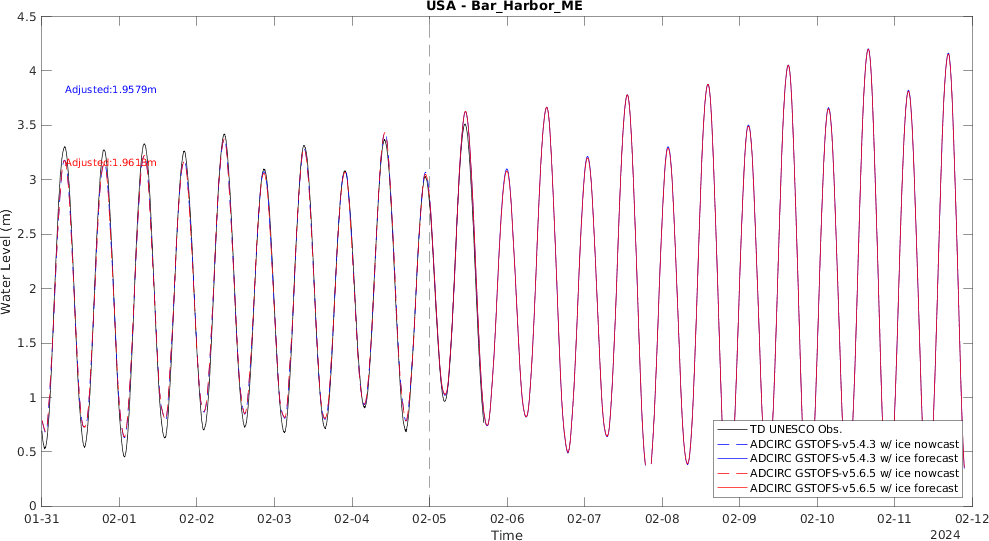 USA - Bar_Harbor_ME
4.5
4
3.5
3
2.5
2
1.5
1
0.5
0
Water Level (m)
Adjusted:1.9579m
TD UNESCO Obs.
ADCIRC GSTOFS-v5.4.3 w/ ice nowcast
ADCIRC GSTOFS-v5.4.3 w/ ice forecast
ADCIRC GSTOFS-v5.6.5 w/ ice nowcast
ADCIRC GSTOFS-v5.6.5 w/ ice forecast
01-31 02-01 02-02 02-03 02-04 02-05 02-06 02-07 02-08 02-09 02-10 02-11 02-12
Time
2024